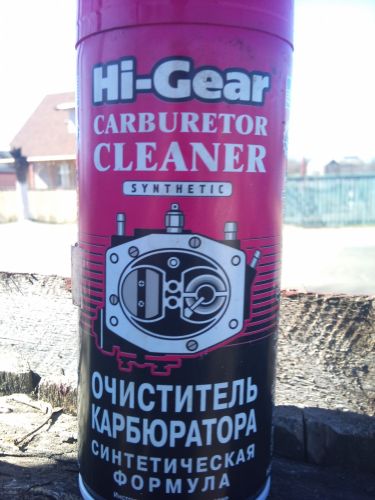 Hi-Gear
CARBURETOR
CLEANER
SYNTHETIC
ОЧИСТИТЕЛЬ
КАРБЮРАТОРА
СИНТЕТИЧЕСКАЯ
ФОРМУЛА